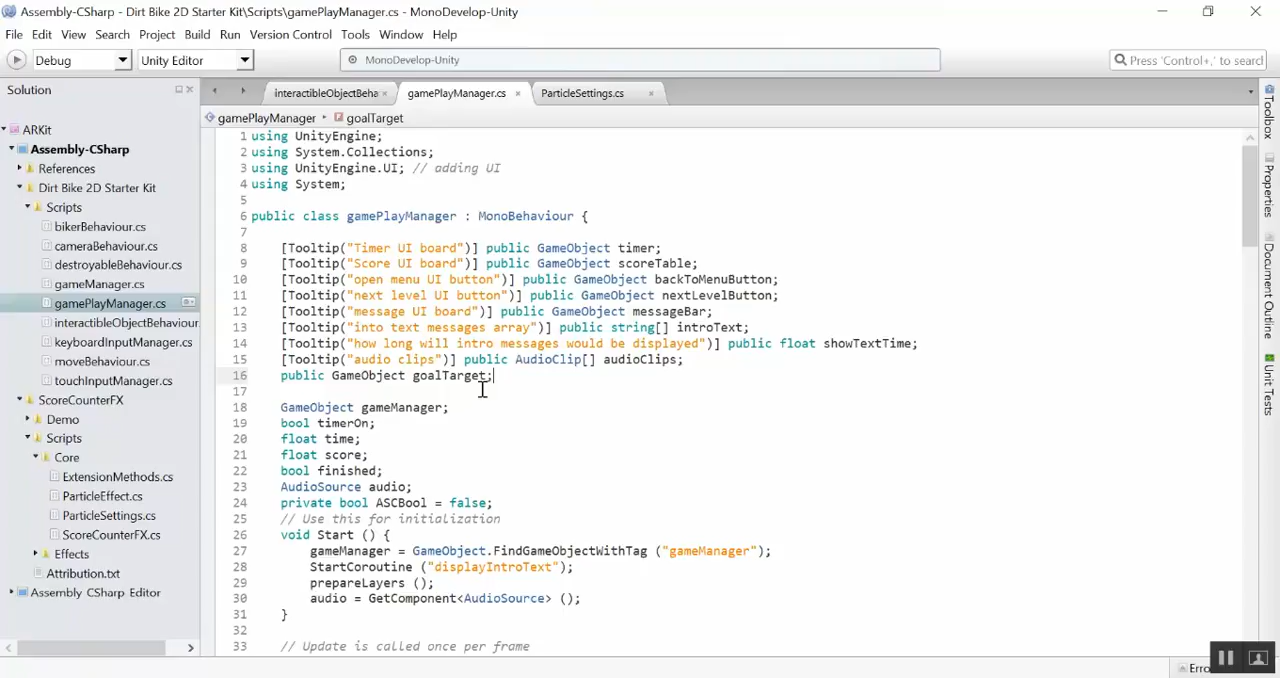 Assembly-CSharp - Dirt Bike 2D Starter Kit\Scripts\gamePlayManager.cs - MonoDevelop-Unity
File Edit View Search Project Build Run Version Control Tools Window Help
Debug Unity Editor MonoDevelop-Unity Press 'Control+,' to search
Solution
interactibleObjectBeha gamePlayManager.cs ParticleSettings.cs
gamePlayManager goalTarget
ARKit
Assembly-CSharp
References
Dirt Bike 2D Starter Kit
Scripts
bikerBehaviour.cs
cameraBehaviour.cs
destroyableBehaviour.cs
gameManager.cs
gamePlayManager.cs
interactibleObjectBehaviour
keyboardInputManager.cs
moveBehaviour.cs
touchInputManager.cs
ScoreCounterFX
Demo
Scripts
Core
ExtensionMethods.cs
ParticleEffect.cs
ParticleSettings.cs
ScoreCounterFX.cs
Effects
Attribution.txt
Assembly CSharp Editor
1 using UnityEngine;
2 using System.Collections;
3 using UnityEngine.UI; // adding UI
4 using System;
5
6 public class gamePlayManager : MonoBehaviour {
7
8 [Tooltip("Timer UI board")] public GameObject timer;
9 [Tooltip("Score UI board")] public GameObject scoreTable;
10 [Tooltip("open menu UI button")] public GameObject backToMenuButton;
11 [Tooltip("next level UI button")] public GameObject nextLevelButton;
12 [Tooltip("message UI board")] public GameObject messageBar;
13 [Tooltip("into text messages array")] public string[] introText;
14 [Tooltip("how long will intro messages would be displayed")] public float showTextTime;
15 [Tooltip("audio clips")] public AudioClip[] audioClips;
16 public GameObject goalTarget;
17
18 GameObject gameManager;
19 bool timerOn;
20 float time;
21 float score;
22 bool finished;
23 AudioSource audio;
24 private bool ASCBool = false;
25 // Use this for initialization
26 void Start () {
27 gameManager = GameObject.FindGameObjectWithTag ("gameManager");
28 StartCoroutine ("displayIntroText");
29 prepareLayers ();
30 audio = GetComponent<AudioSource> ();
31 }
32
33 // Update is called once per frame
Toolbox
Properties
Document Outline
Unit Tests
Erro